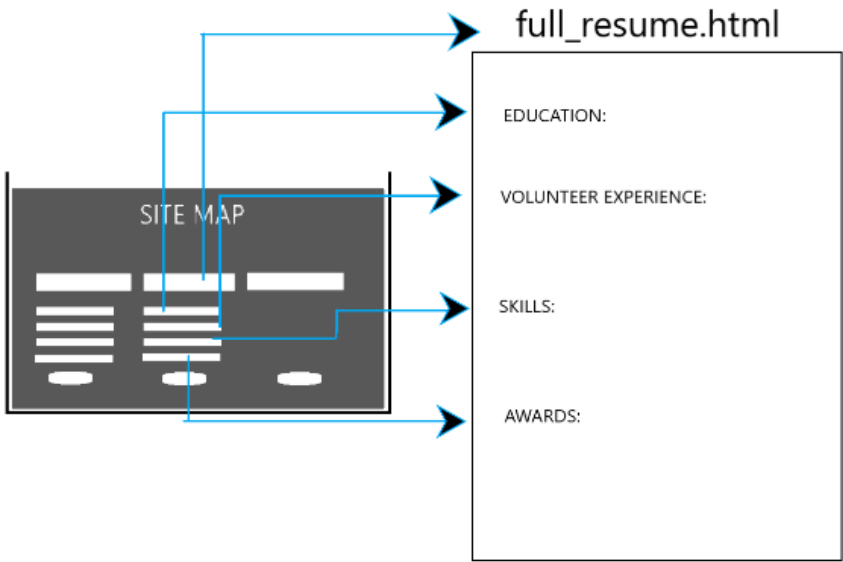 full_resume.html
EDUCATION:
VOLUNTEER EXPERIENCE:
SITE MAP
SKILLS:
AWARDS: